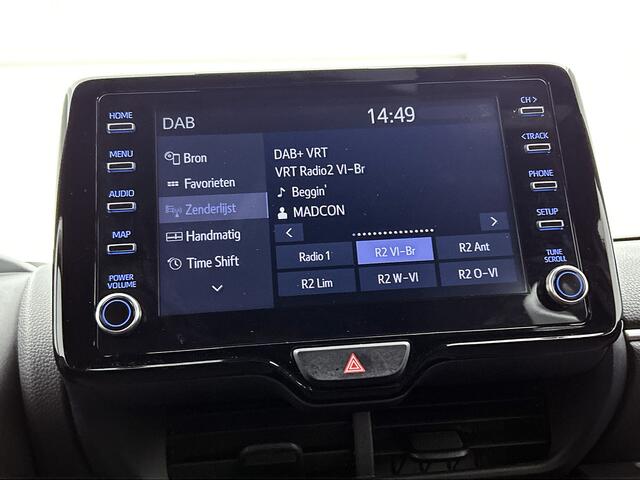 HOME
MENU
AUDIO
MAP
POWER
VOLUME
DAB
14:49
Bron
Favorieten
Zenderlijst
Handmatig
Time Shift
DAB+ VRT
VRT Radio2 Vl-Br
Beggin'
MADCON
Radio 1
R2 Vl-Br
R2 Ant
R2 Lim
R2 W-Vl
R2 O-Vl
CH >
< TRACK
PHONE
SETUP
TUNE
SCROLL